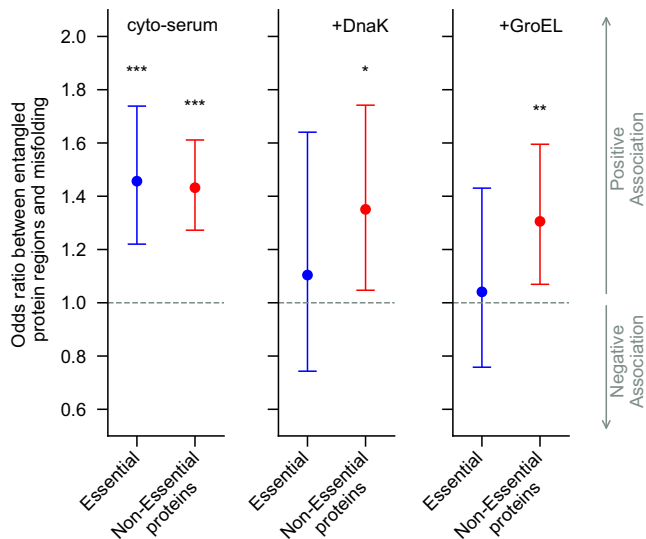 cyto-serum
+DnaK
+GroEL
***
***
*
**
2.0
1.8
1.6
1.4
1.2
1.0
0.8
0.6
Odds ratio between entangled
protein regions and misfolding
Positive
Association
Negative
Association
Essential
Non-Essential
proteins
Essential
Non-Essential
proteins
Essential
Non-Essential
proteins